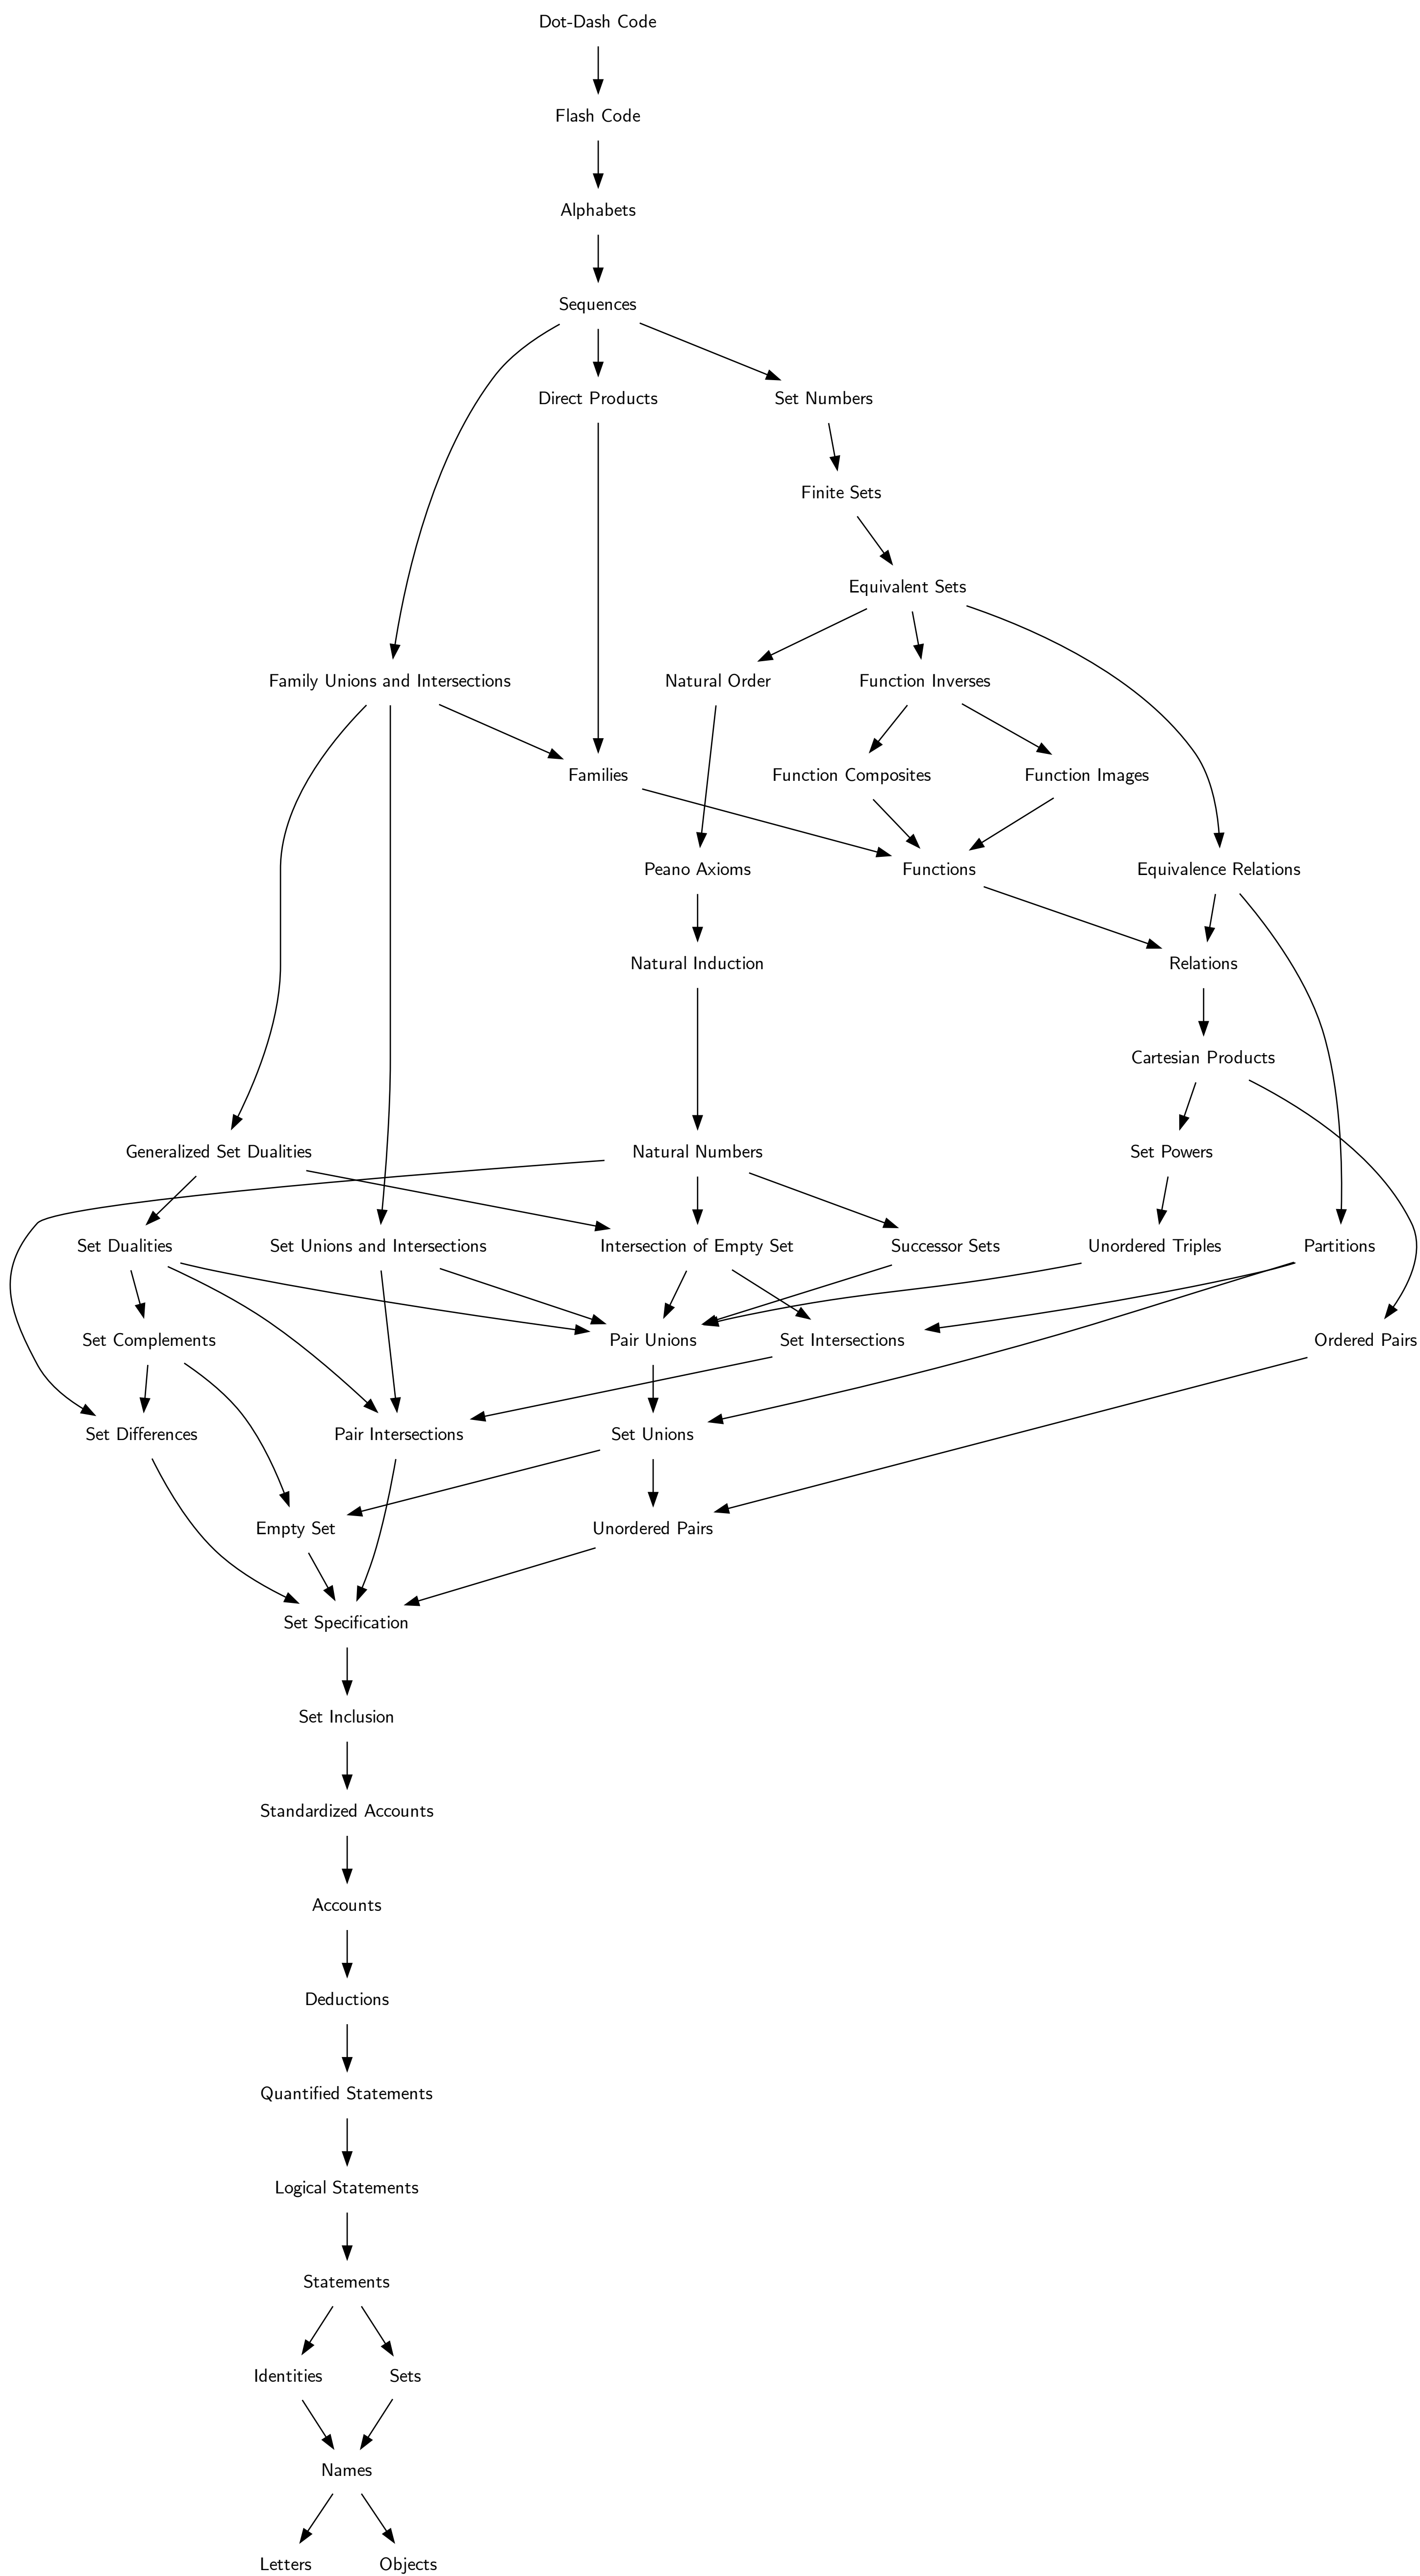 Dot-Dash Code
Flash Code
Alphabets
Sequences
Direct Products
Set Numbers
Finite Sets
Equivalent Sets
Family Unions and Intersections
Natural Order
Function Inverses
Families
Function Composites
Function Images
Peano Axioms
Functions
Equivalence Relations
Natural Induction
Relations
Cartesian Products
Generalized Set Dualities
Natural Numbers
Set Powers
Set Dualities
Set Unions and Intersections
Intersection of Empty Set
Successor Sets
Unordered Triples
Partitions
Set Complements
Pair Unions
Set Intersections
Ordered Pairs
Set Differences
Pair Intersections
Set Unions
Empty Set
Unordered Pairs
Set Specification
Set Inclusion
Standardized Accounts
Accounts
Deductions
Quantified Statements
Logical Statements
Statements
Identities
Sets
Names
Letters
Objects